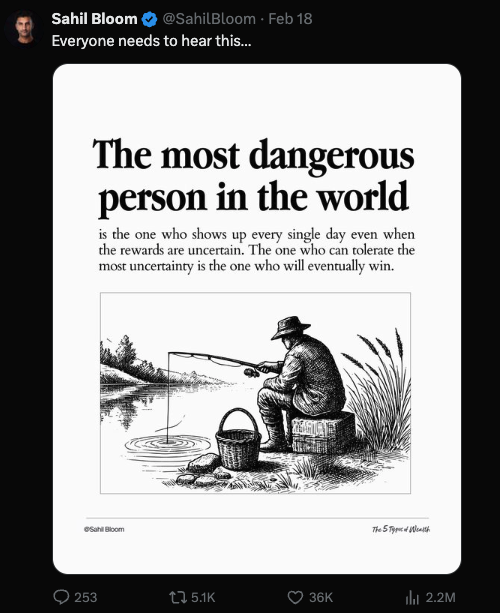 Sahil Bloom @SahilBloom · Feb 18
Everyone needs to hear this...
The most dangerous
person in the world
is the one who shows up every single day even when
the rewards are uncertain. The one who can tolerate the
most uncertainty is the one who will eventually win.
@Sahil Bloom The 5 Types of Wealth
253 5.1K 36K 2.2M